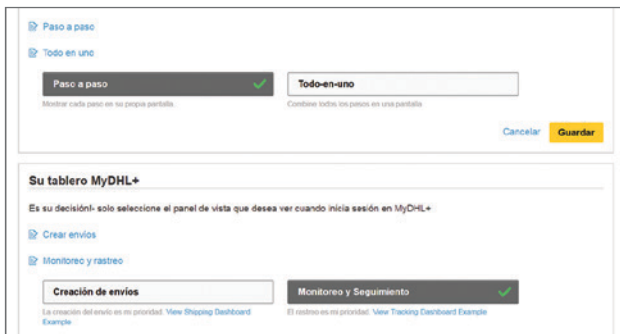 Paso a paso
Todo en uno
Paso a paso
Todo-en-uno
Mostrar cada paso en su propia pantalla.
Combine todos los pasos en una pantalla
Cancelar Guardar
Su tablero MyDHL+
Es su decisión!- solo seleccione el panel de vista que desea ver cuando inicia sesión en MyDHL+
Crear envíos
Monitoreo y rastreo
Creación de envíos
Monitoreo y Seguimiento
La creación del envío es mi prioridad. View Shipping Dashboard
Example
El rastreo es mi prioridad. View Tracking Dashboard Example